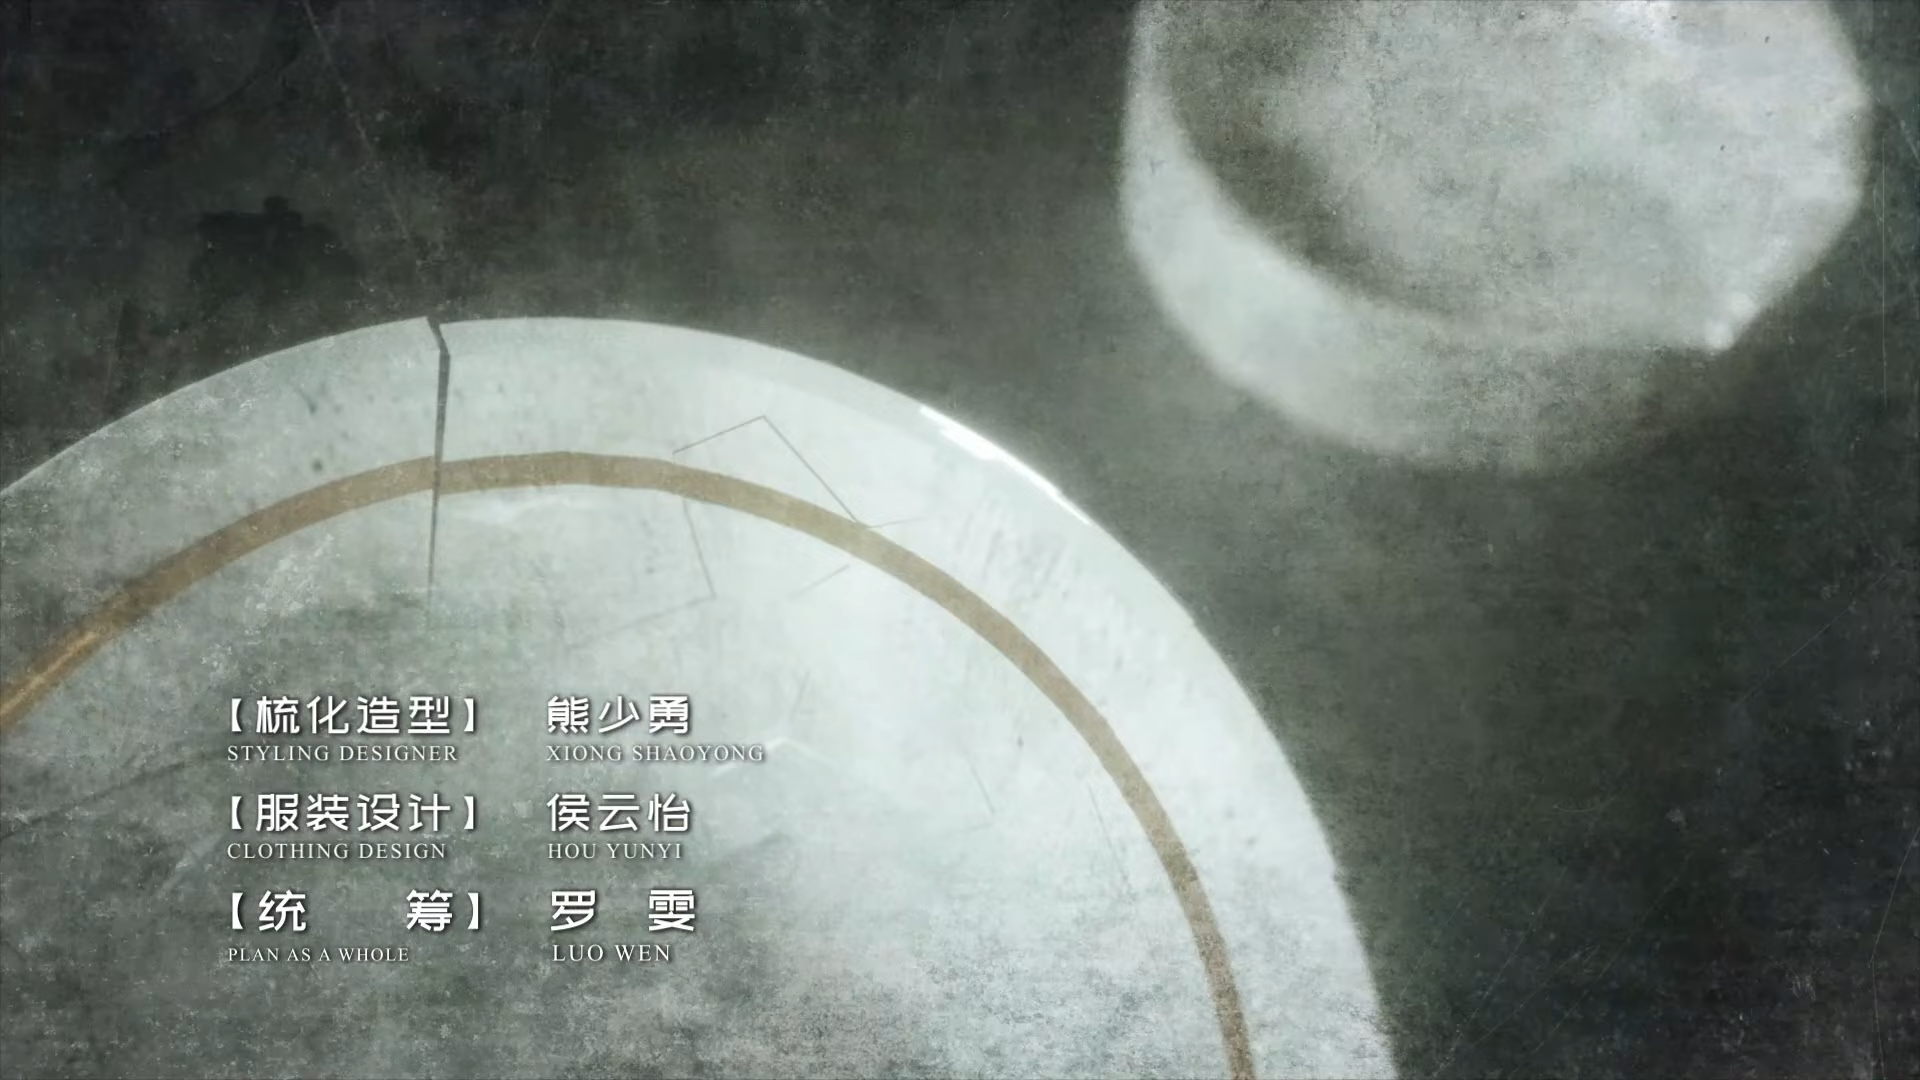 【梳化造型】 熊少勇
STYLING DESIGNER XIONG SHAOYONG
【服装设计】 侯云怡
CLOTHING DESIGN HOU YUNYI
【统 筹】 罗 雯
PLAN AS A WHOLE LUO WEN